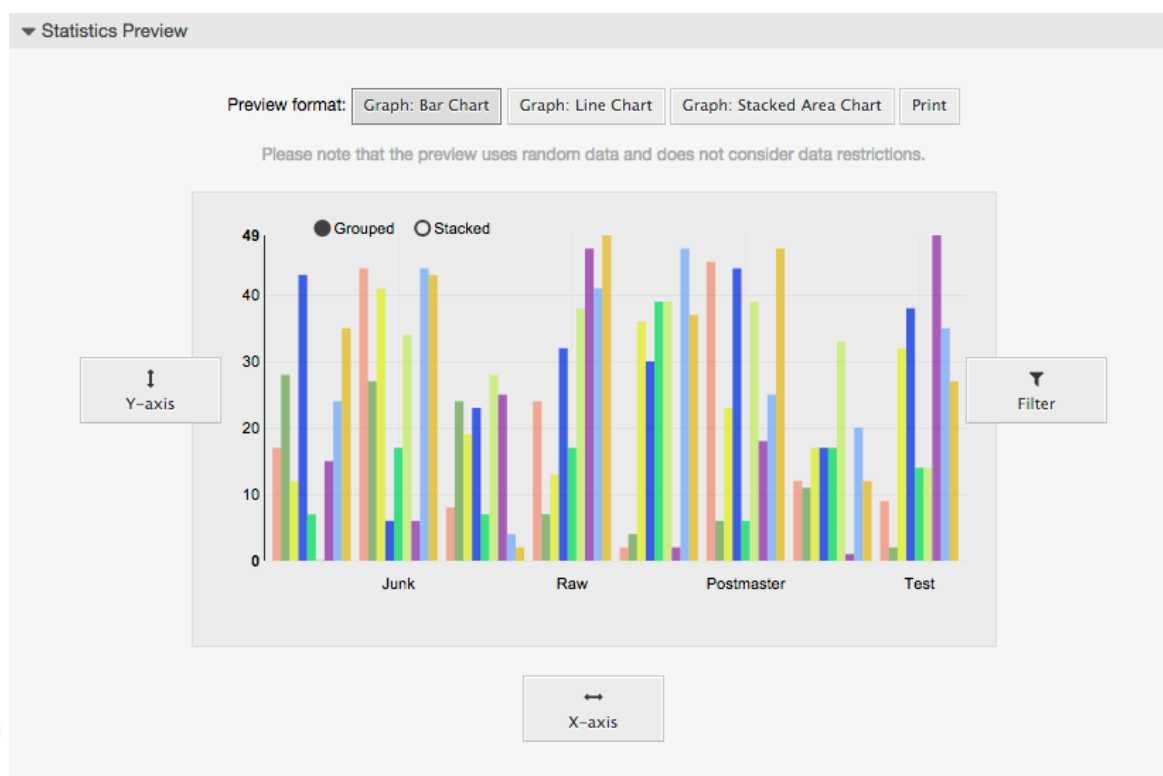 Statistics Preview
Preview format: Graph: Bar Chart Graph: Line Chart Graph: Stacked Area Chart Print
Please note that the preview uses random data and does not consider data restrictions.
Grouped Stacked
49
40
30
20
10
0
Junk Raw Postmaster Test
Y-axis
Filter
X-axis